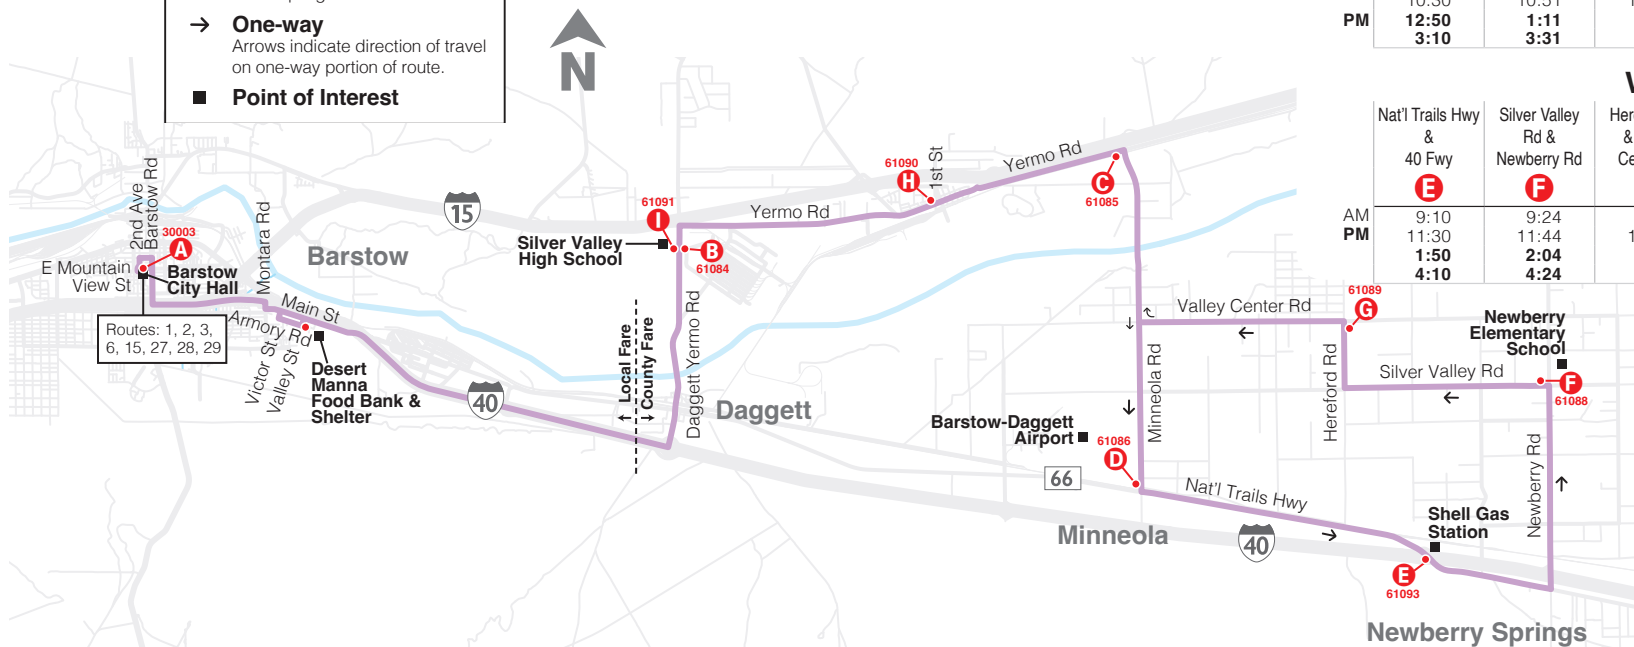 One-way
Arrows indicate direction of travel
on one-way portion of route.
Point of Interest
N
PM
12:50
1:11
3:10
3:31
Nat'l Trails Hwy
&
40 Fwy
E
Silver Valley
Rd &
Newberry Rd
F
AM
9:10
9:24
PM
11:30
11:44
1:50
2:04
4:10
4:24
2nd Ave
Barstow Rd
30003
A
E Mountain
View St
Barstow
City Hall
Montara Rd
Barstow
15
Routes: 1, 2, 3,
6, 15, 27, 28, 29
Main St
Armory Rd
Victor St
Valley St
Desert
Manna
Food Bank &
Shelter
40
Local Fare
County Fare
61091
I
Silver Valley
High School
B
61084
Yermo Rd
Daggett Yermo Rd
Daggett
61090
H
1st St
Yermo Rd
C
61085
Valley Center Rd
61089
G
Newberry
Elementary
School
Hereford Rd
Silver Valley Rd
F
61088
Minneola Rd
Barstow-Daggett
Airport
61086
D
66
Nat'l Trails Hwy
Minneola
40
Shell Gas
Station
Newberry Rd
E
61093
Newberry Springs